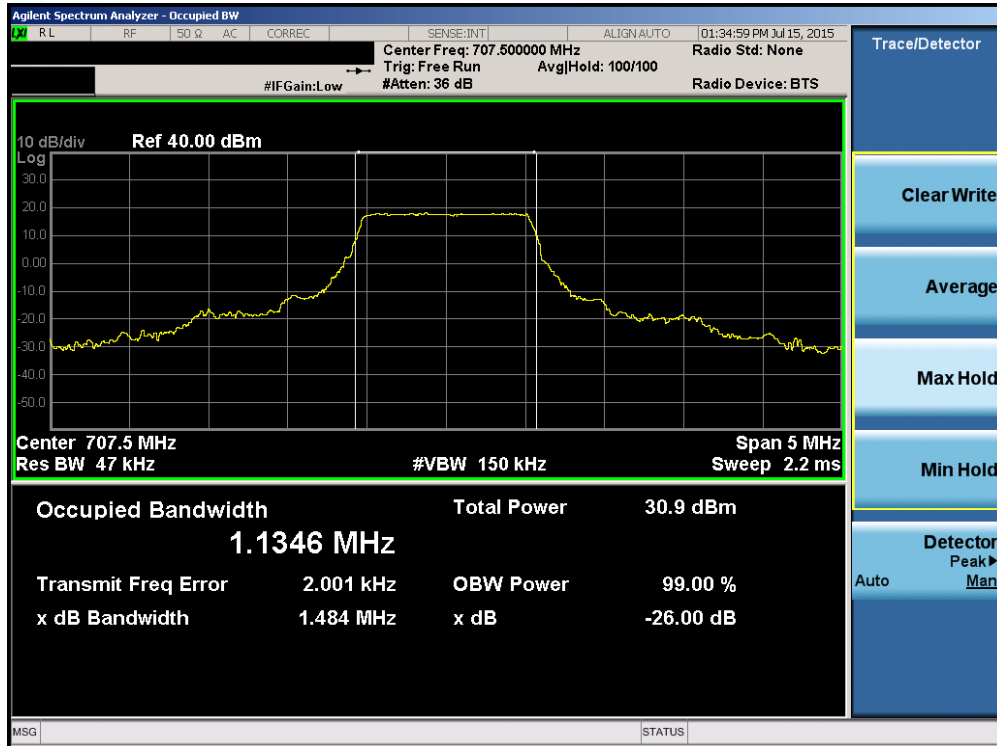 Agilent Spectrum Analyzer - Occupied BW
LXI RL RF 50 Ω AC CORREC SENSE:INT ALIGN AUTO 01:34:59 PM Jul 15, 2015
Center Freq: 707.500000 MHz Radio Std: None
Trig: Free Run Avg|Hold: 100/100
#IFGain:Low #Atten: 36 dB Radio Device: BTS
Trace/Detector
10 dB/div Ref 40.00 dBm
Log
30.0
20.0
10.0
0.00
-10.0
-20.0
-30.0
-40.0
-50.0
Center 707.5 MHz Span 5 MHz
Res BW 47 kHz #VBW 150 kHz Sweep 2.2 ms
Occupied Bandwidth Total Power 30.9 dBm
1.1346 MHz
Transmit Freq Error 2.001 kHz OBW Power 99.00 %
x dB Bandwidth 1.484 MHz x dB -26.00 dB
Clear Write
Average
Max Hold
Min Hold
Detector
Peak▶
Auto Man
MSG STATUS